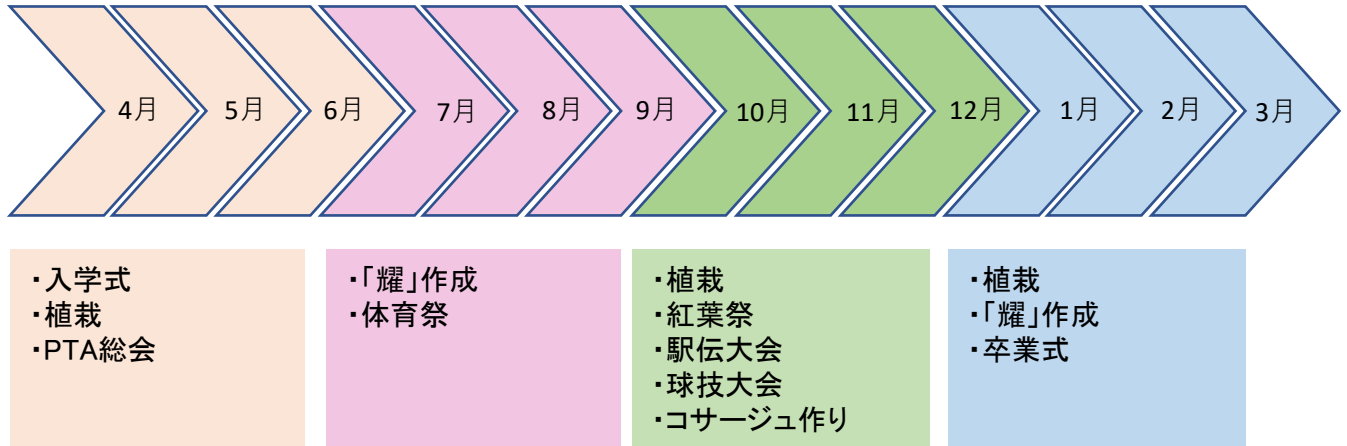 4月
5月
6月
7月
8月
9月
10月
11月
12月
1月
2月
3月
・入学式
・植栽
・PTA総会
・「耀」作成
・体育祭
・植栽
・紅葉祭
・駅伝大会
・球技大会
・コサージュ作り
・植栽
・「耀」作成
・卒業式